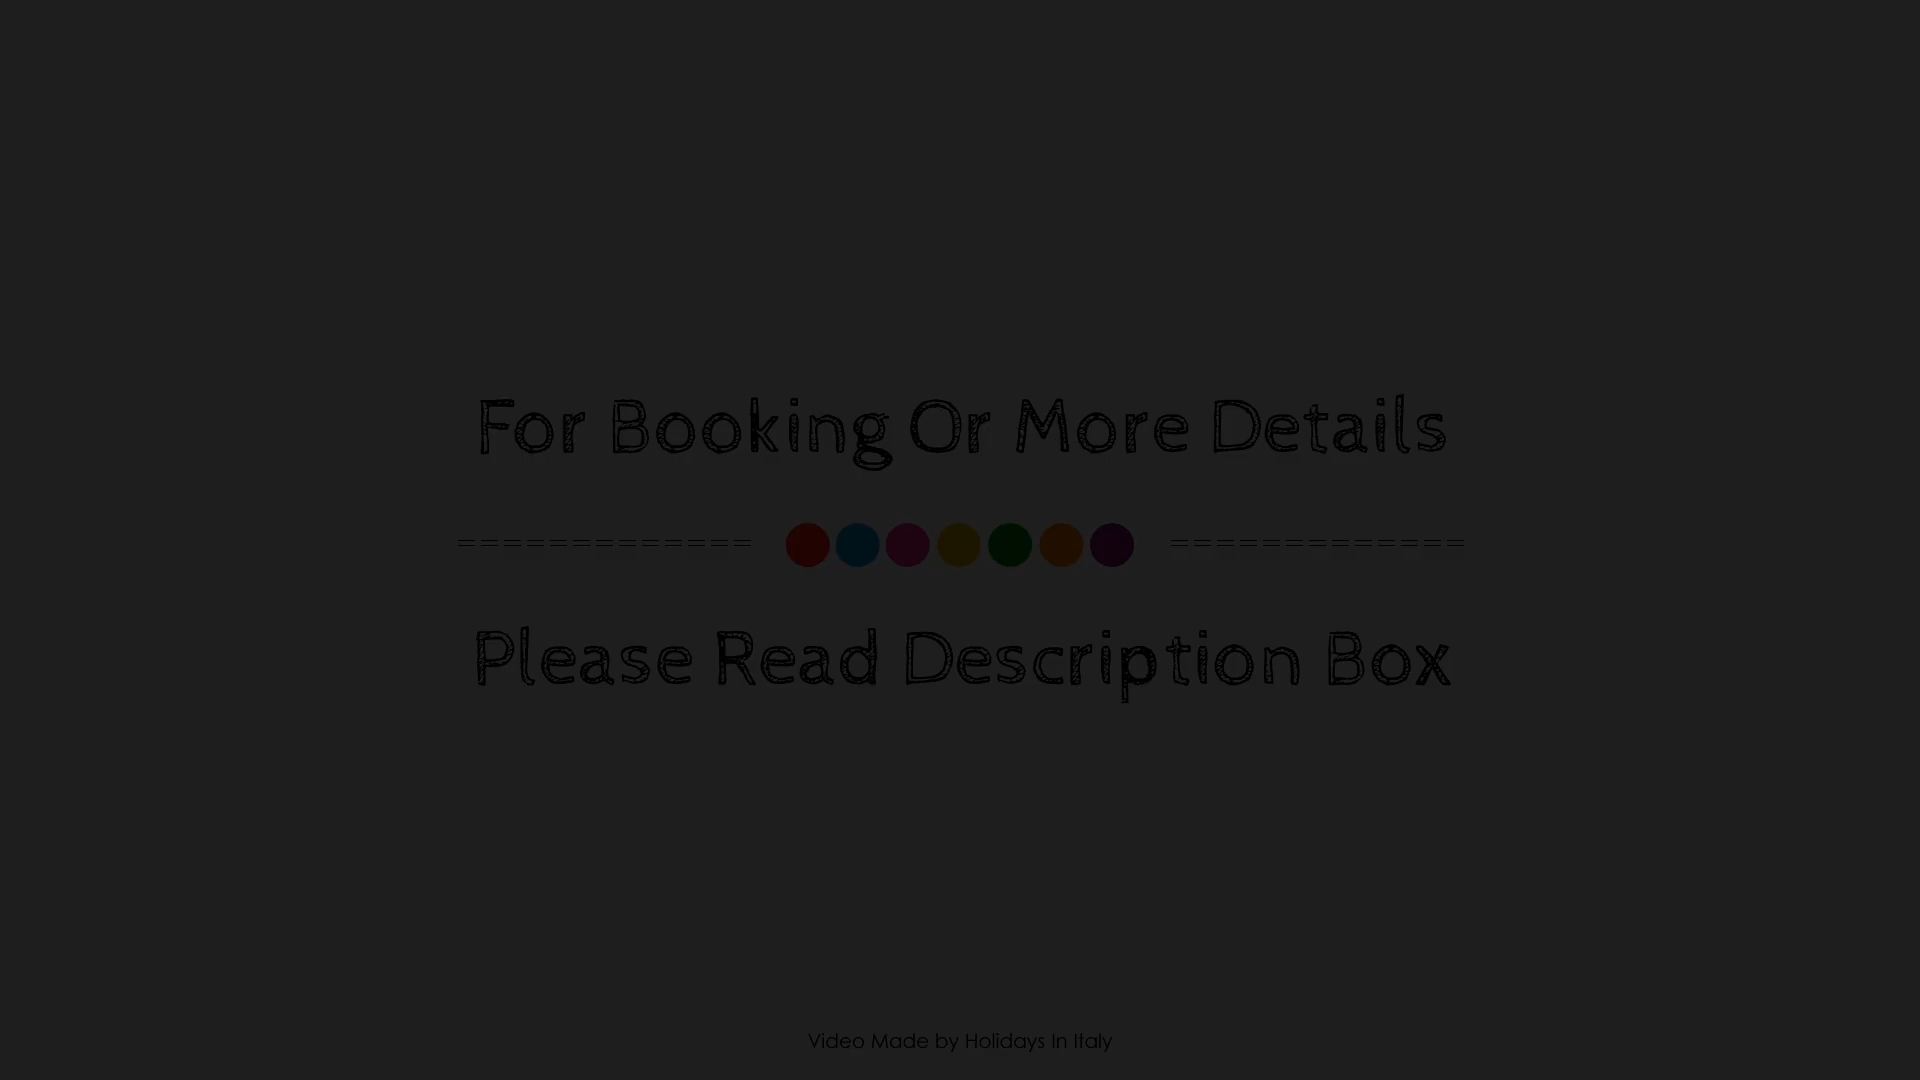 For Booking Or More Details
============= =============
Please Read Description Box
Video Made by Holidays In Italy